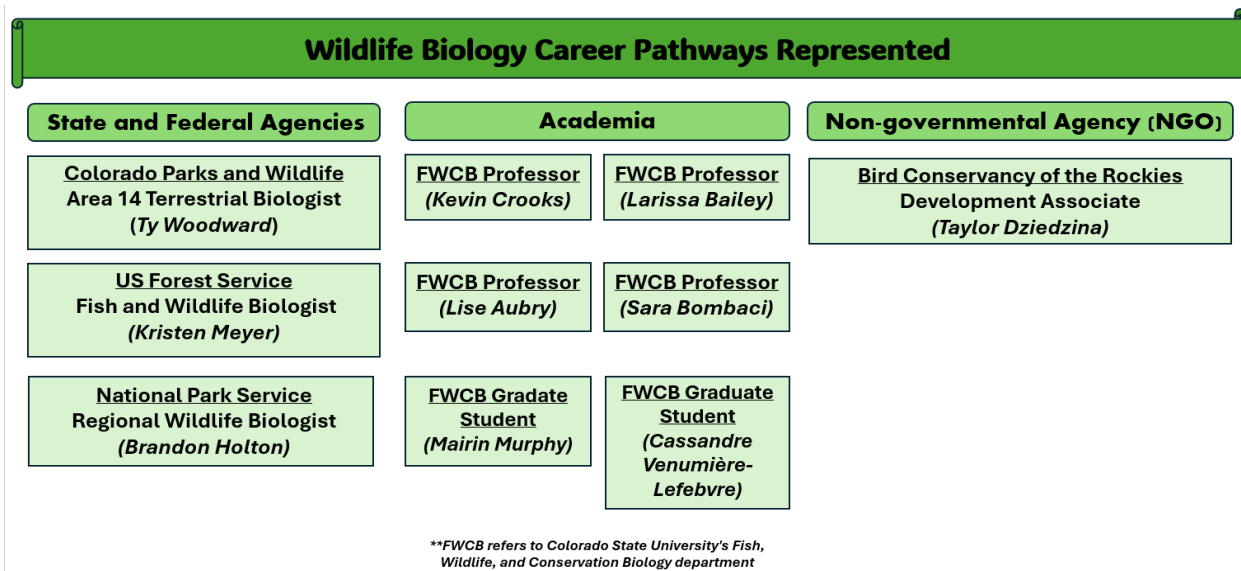 Wildlife Biology Career Pathways Represented
State and Federal Agencies
Colorado Parks and Wildlife
Area 14 Terrestrial Biologist
(Ty Woodward)
US Forest Service
Fish and Wildlife Biologist
(Kristen Meyer)
National Park Service
Regional Wildlife Biologist
(Brandon Holton)
Academia
FWCB Professor
(Kevin Crooks)
FWCB Professor
(Larissa Bailey)
FWCB Professor
(Lise Aubry)
FWCB Professor
(Sara Bombaci)
FWCB Gradate
Student
(Mairin Murphy)
FWCB Graduate
Student
(Cassandre
Venumière-
Lefebvre)
**FWCB refers to Colorado State University's Fish,
Wildlife, and Conservation Biology department
Non-governmental Agency (NGO)
Bird Conservancy of the Rockies
Development Associate
(Taylor Dziedzina)